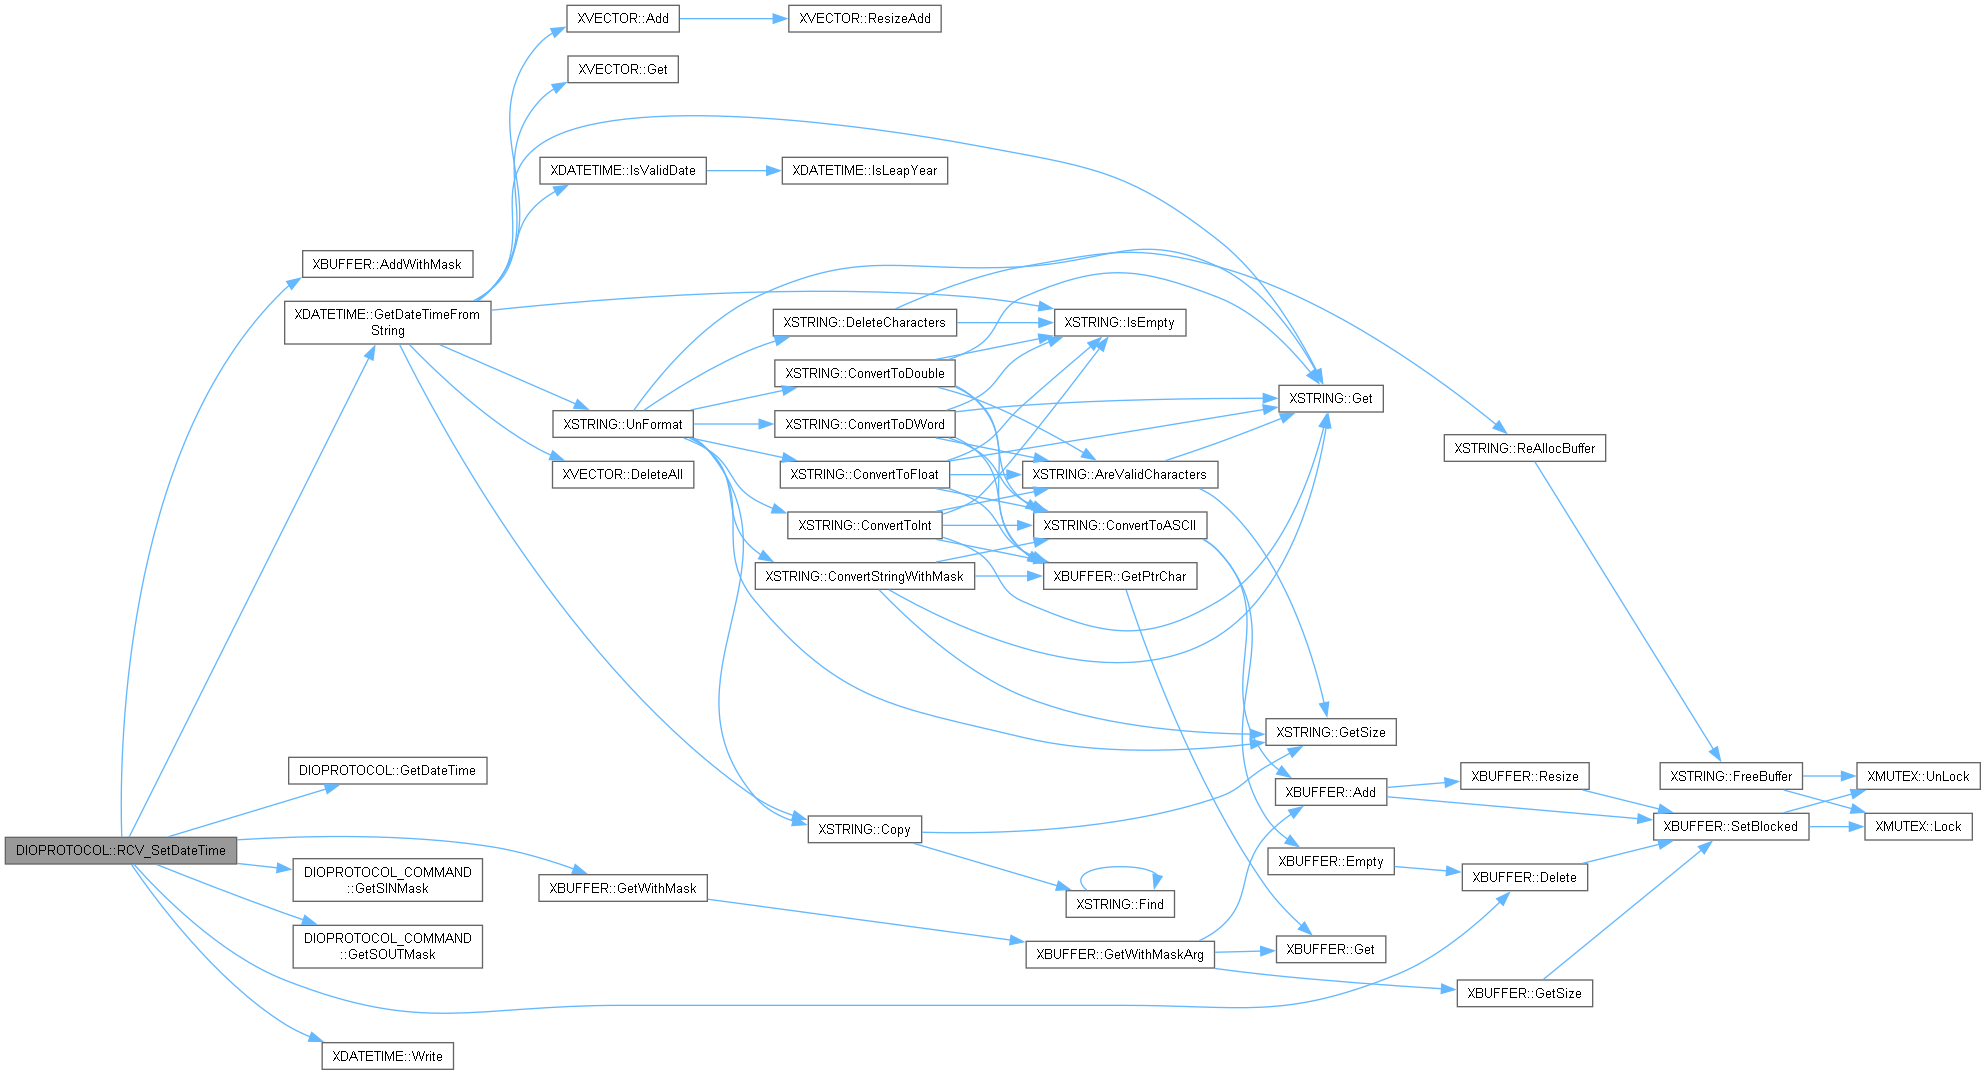 XVECTOR::Add
XVECTOR::ResizeAdd
XVECTOR::Get
XDATETIME::IsValidDate
XDATETIME::IsLeapYear
XBUFFER::AddWithMask
XDATETIME::GetDateTimeFrom
String
XSTRING::DeleteCharacters
XSTRING::IsEmpty
XSTRING::ConvertToDouble
XSTRING::Get
XSTRING::UnFormat
XSTRING::ConvertToDWord
XSTRING::ReAllocBuffer
XVECTOR::DeleteAll
XSTRING::ConvertToFloat
XSTRING::AreValidCharacters
XSTRING::ConvertToInt
XSTRING::ConvertToASCII
XSTRING::ConvertStringWithMask
XBUFFER::GetPtrChar
XSTRING::GetSize
DIOPROTOCOL::GetDateTime
XBUFFER::Resize
XSTRING::FreeBuffer
XMUTEX::UnLock
XBUFFER::Add
XSTRING::Copy
XBUFFER::SetBlocked
XMUTEX::Lock
DIOPROTOCOL::RCV_SetDateTime
XBUFFER::Empty
XBUFFER::Delete
DIOPROTOCOL_COMMAND
::GetSINMask
XBUFFER::GetWithMask
XSTRING::Find
DIOPROTOCOL_COMMAND
::GetSOUTMask
XBUFFER::GetWithMaskArg
XBUFFER::Get
XBUFFER::GetSize
XDATETIME::Write